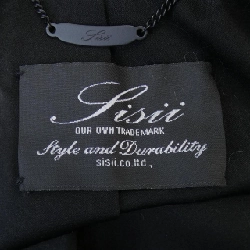 Sisii
Sisii
OUR OWN TRADEMARK
Style and Durability
sisii.co.ltd.,